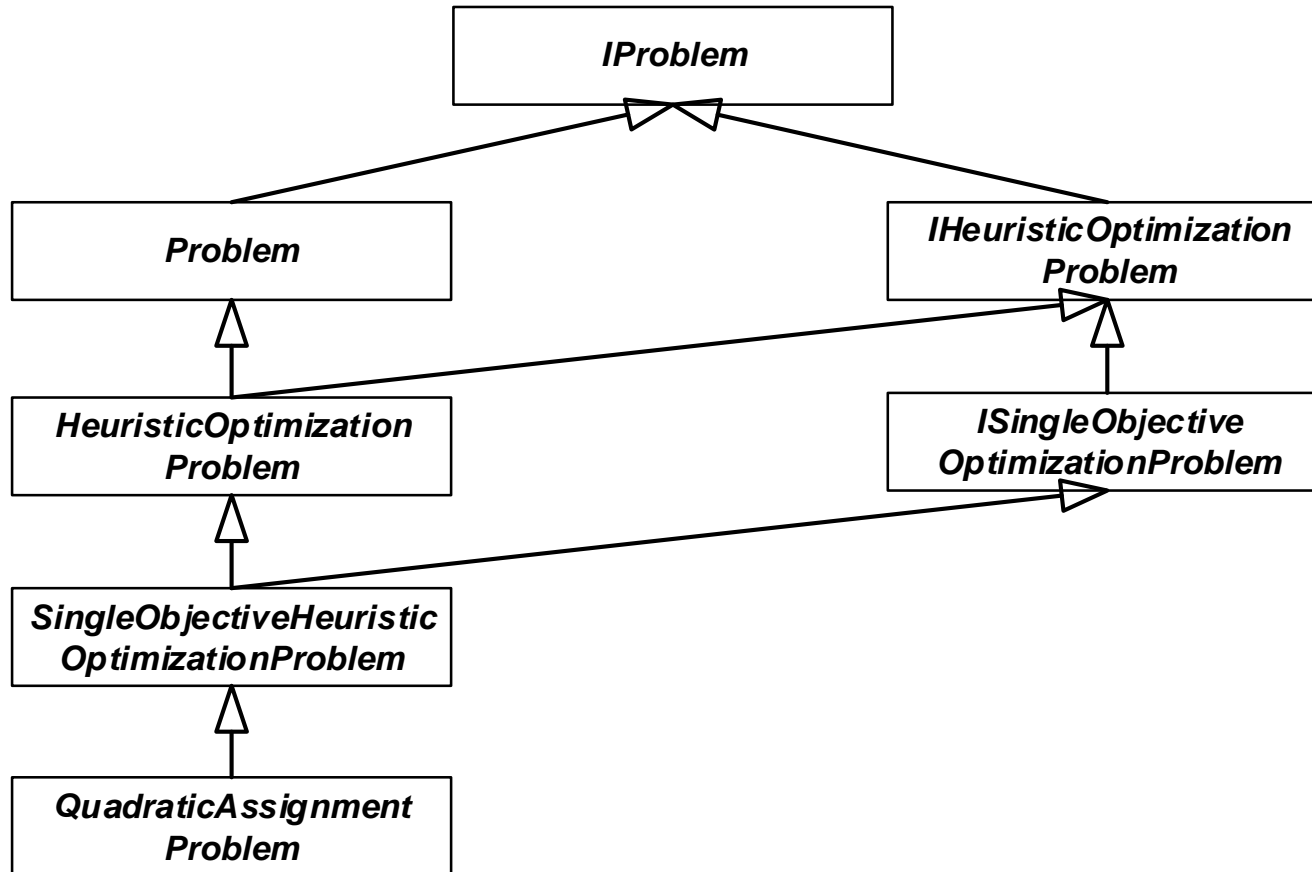 IProblem
Problem
IHeuristicOptimization
Problem
HeuristicOptimization
Problem
ISingleObjective
OptimizationProblem
SingleObjectiveHeuristic
OptimizationProblem
QuadraticAssignment
Problem